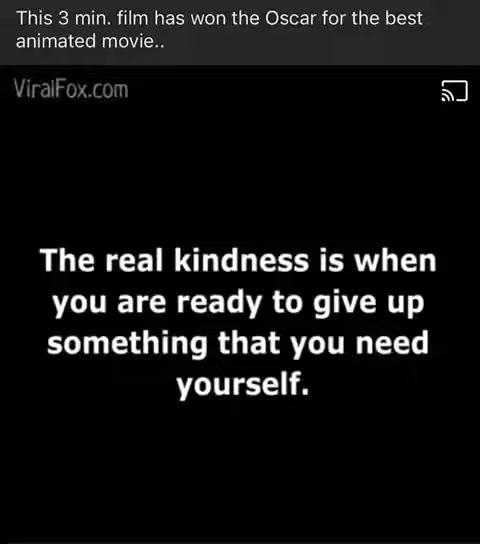 This 3 min. film has won the Oscar for the best
animated movie..
ViralFox.com
The real kindness is when
you are ready to give up
something that you need
yourself.